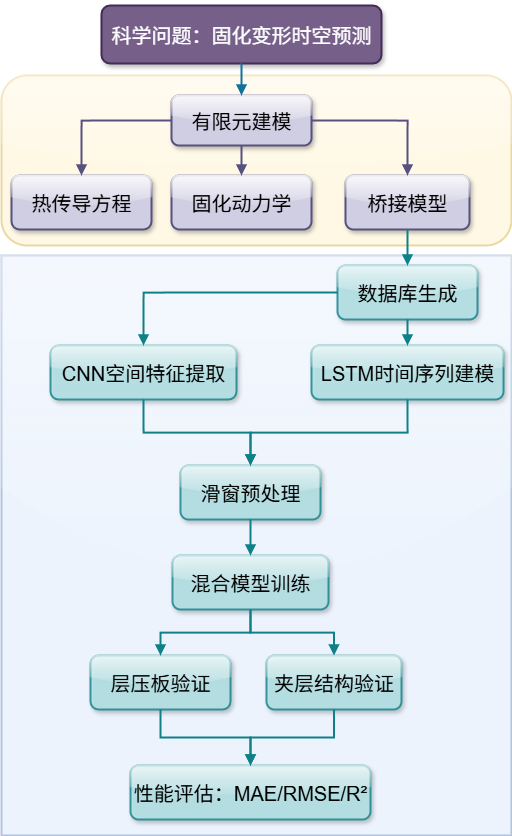 科学问题：固化变形时空预测
有限元建模
热传导方程
固化动力学
桥接模型
数据库生成
CNN空间特征提取
LSTM时间序列建模
滑窗预处理
混合模型训练
层压板验证
夹层结构验证
性能评估：MAE/RMSE/R²